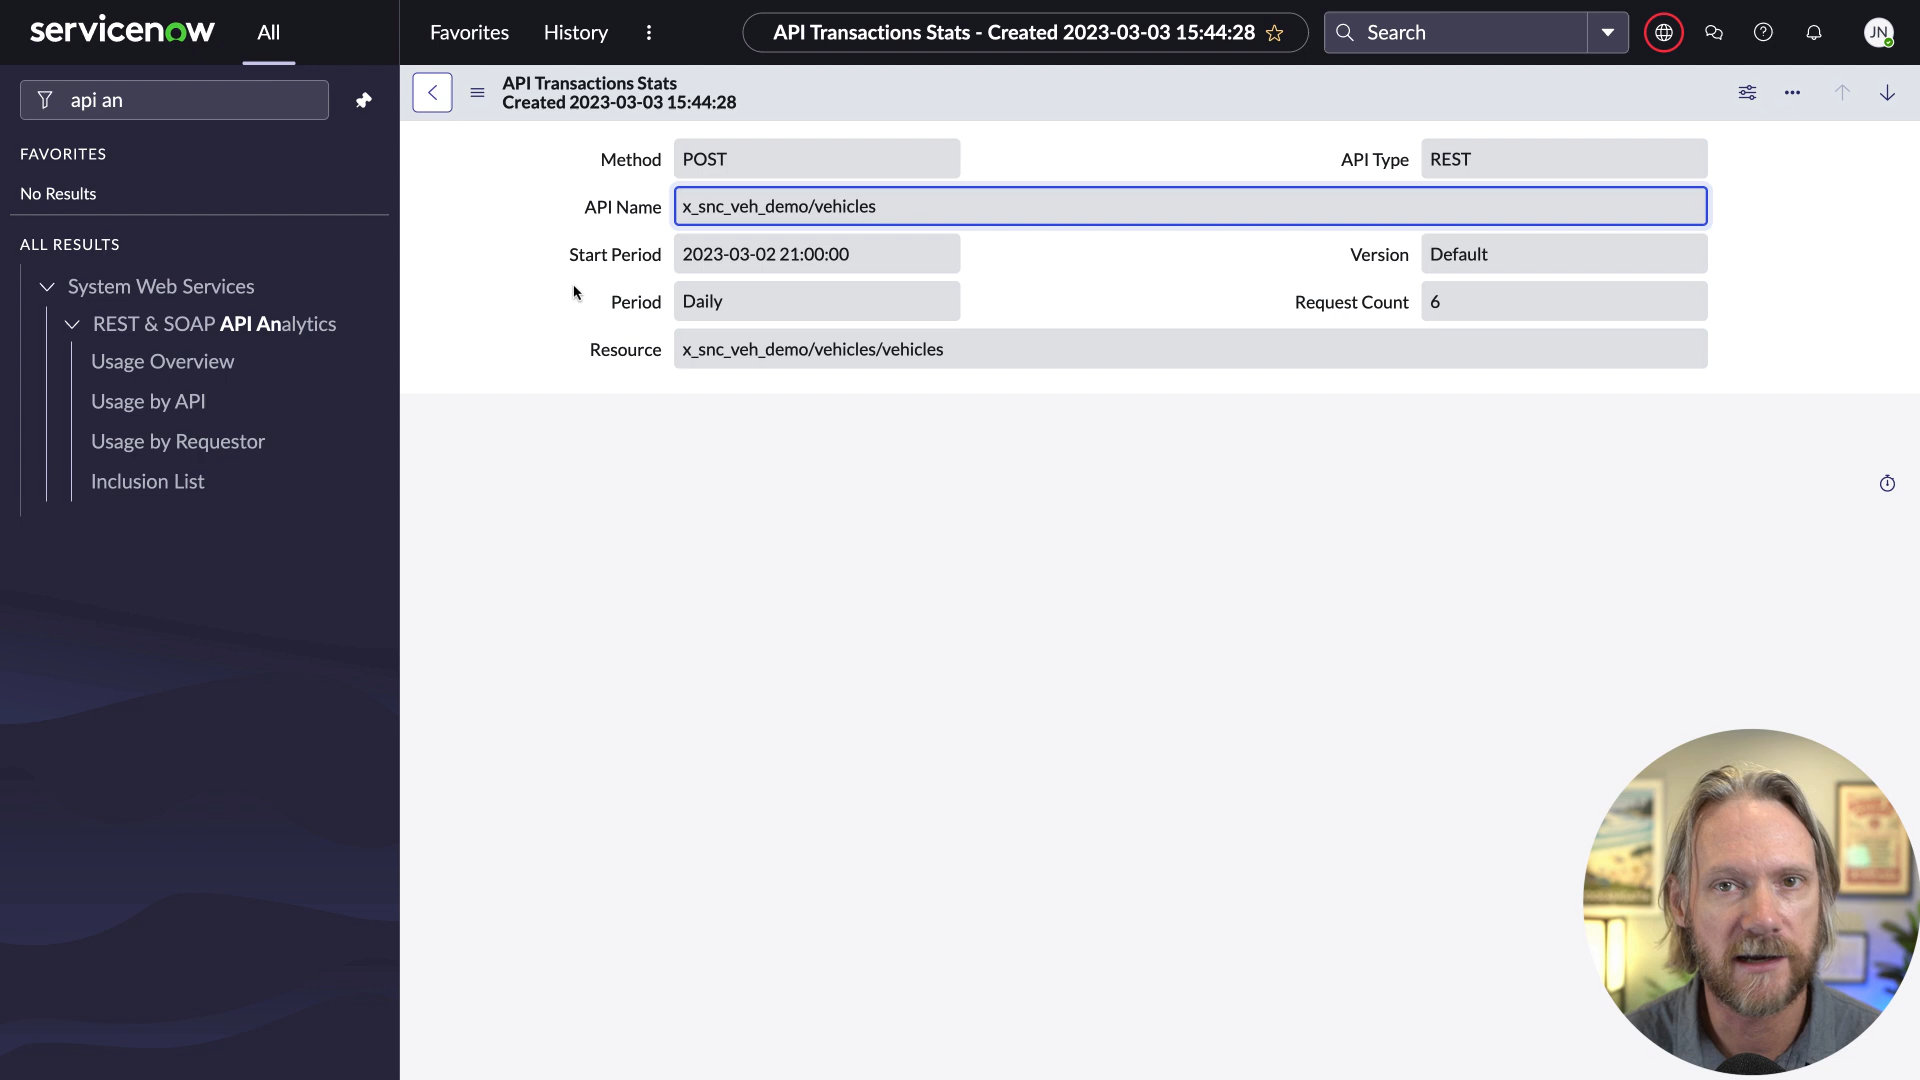 servicenow
All
Favorites
History
API Transactions Stats - Created 2023-03-03 15:44:28
Search
JN
api an
FAVORITES
No Results
ALL RESULTS
System Web Services
REST & SOAP API Analytics
Usage Overview
Usage by API
Usage by Requestor
Inclusion List
API Transactions Stats
Created 2023-03-03 15:44:28
Method POST
API Type REST
API Name x_snc_veh_demo/vehicles
Start Period 2023-03-02 21:00:00
Version Default
Period Daily
Request Count 6
Resource x_snc_veh_demo/vehicles/vehicles